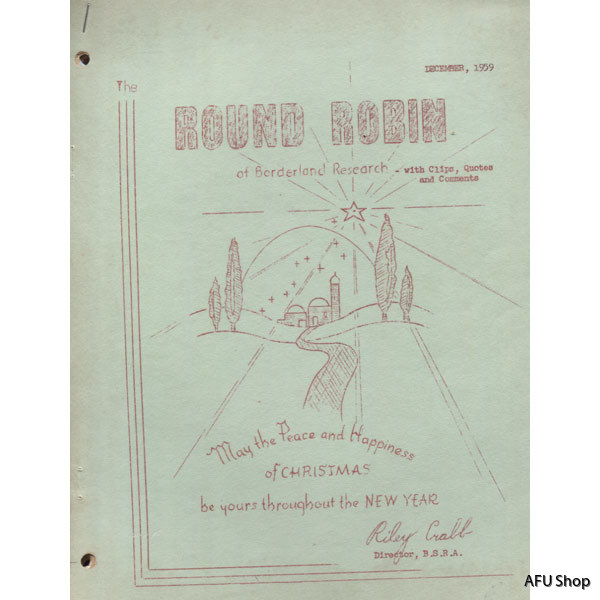 DECEMBER, 1959
The
ROUND ROBIN
of Borderland Research - with Clips, Quotes
and Comments
May the Peace and Happiness
of CHRISTMAS
be yours throughout the NEW YEAR
Riley Crabb
Director, B.S.R.A.
AFU Shop